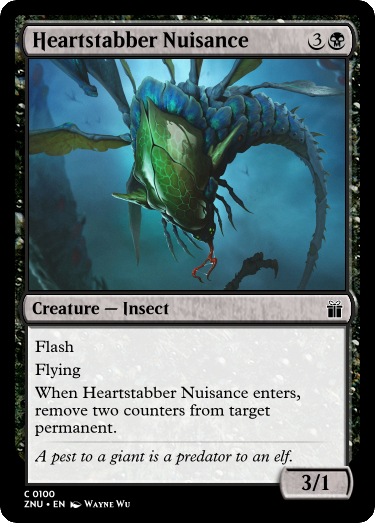 Heartstabber Nuisance 3
Creature — Insect
Flash
Flying
When Heartstabber Nuisance enters,
remove two counters from target
permanent.
A pest to a giant is a predator to an elf.
3/1
C 0100
ZNU • EN Wayne Wu